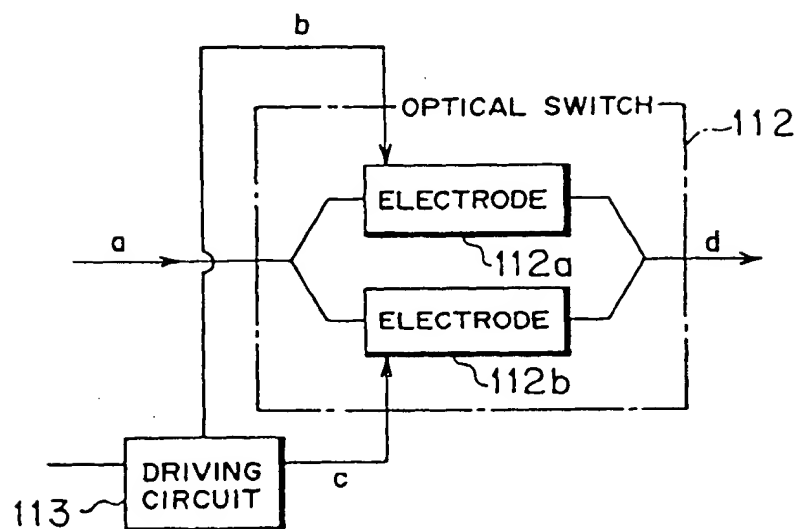 b
OPTICAL SWITCH
112
ELECTRODE
a
112a
d
ELECTRODE
112b
c
DRIVING
CIRCUIT
113